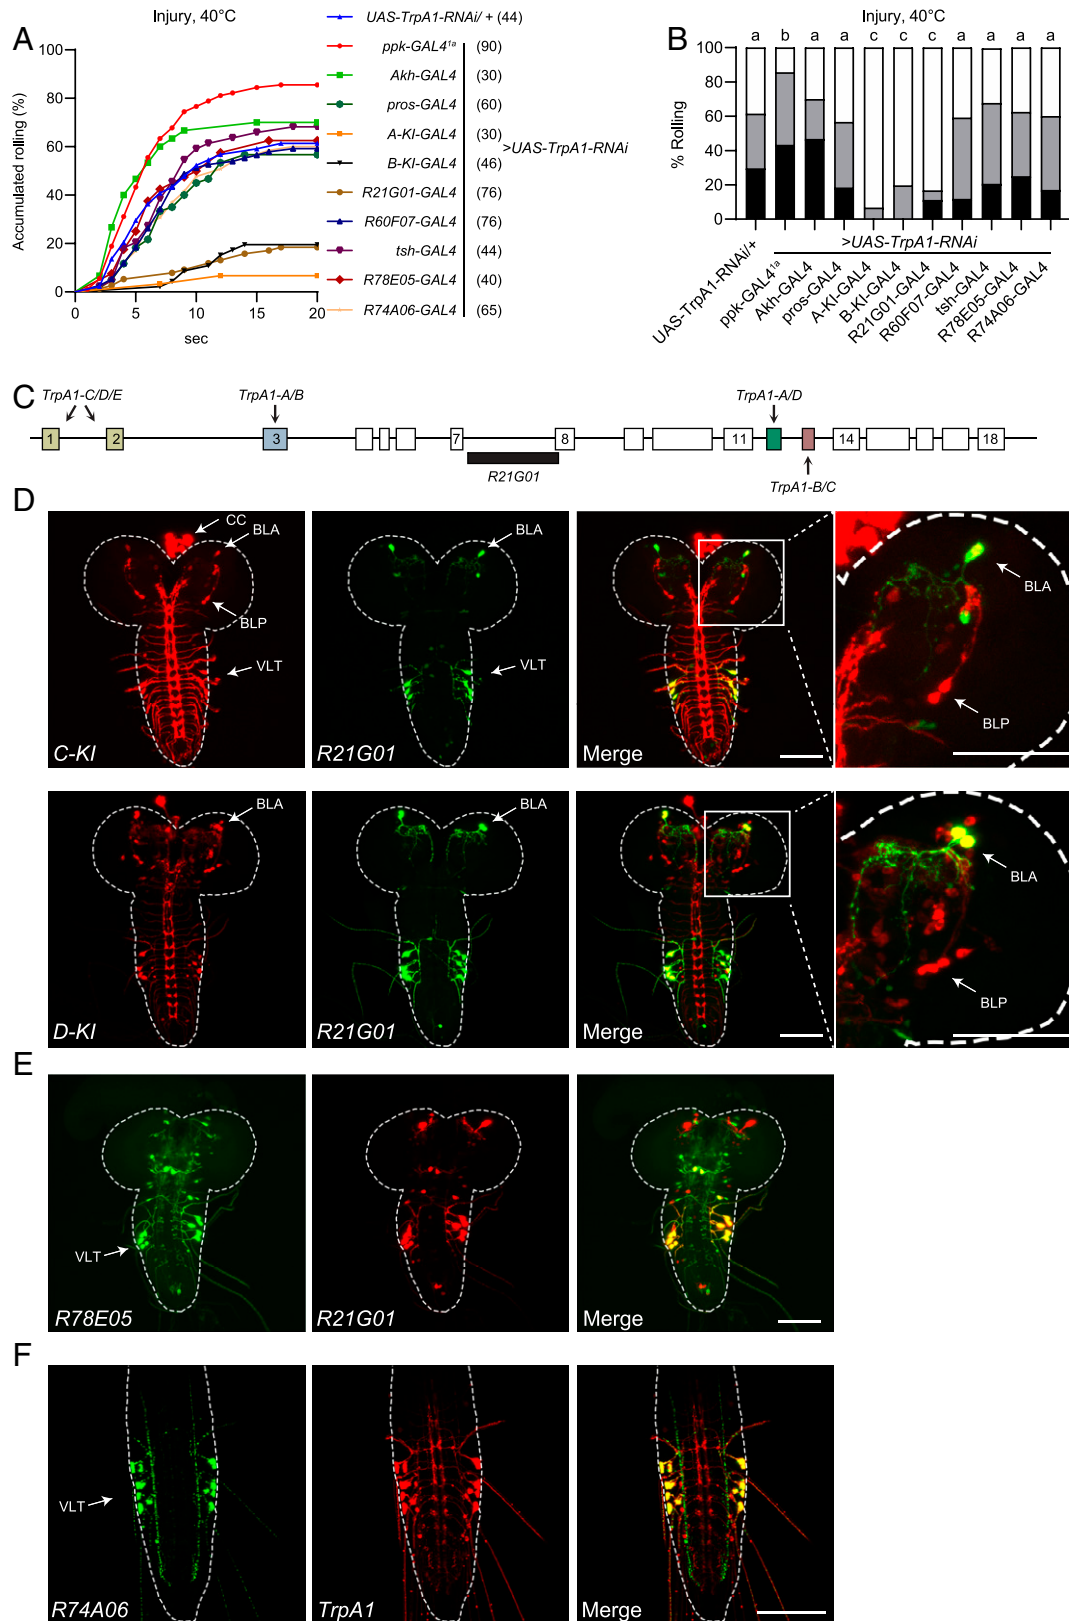 A
Injury, 40°C
Accumulated rolling (%)
100
80
60
40
20
0
0 5 10 15 20
sec
UAS-TrpA1-RNAi/ + (44)
ppk-GAL4¹ᵃ (90)
Akh-GAL4 (30)
pros-GAL4 (60)
A-KI-GAL4 (30)
B-KI-GAL4 (46)
R21G01-GAL4 (76)
R60F07-GAL4 (76)
tsh-GAL4 (44)
R78E05-GAL4 (40)
R74A06-GAL4 (65)
>UAS-TrpA1-RNAi
B
Injury, 40°C
a b a a c c c a a a a
% Rolling
100
80
60
40
20
0
>UAS-TrpA1-RNAi
UAS-TrpA1-RNAi/+
ppk-GAL4¹ᵃ
Akh-GAL4
pros-GAL4
A-KI-GAL4
B-KI-GAL4
R21G01-GAL4
R60F07-GAL4
tsh-GAL4
R78E05-GAL4
R74A06-GAL4
C
TrpA1-C/D/E
TrpA1-A/B
TrpA1-A/D
1 2 3 7 8 11 14 18
R21G01
TrpA1-B/C
D
CC
BLA
BLP
VLT
C-KI
BLA
VLT
R21G01
Merge
BLA
BLP
BLA
D-KI
BLA
R21G01
Merge
BLA
BLP
E
VLT
R78E05
R21G01
Merge
F
VLT
R74A06
TrpA1
Merge